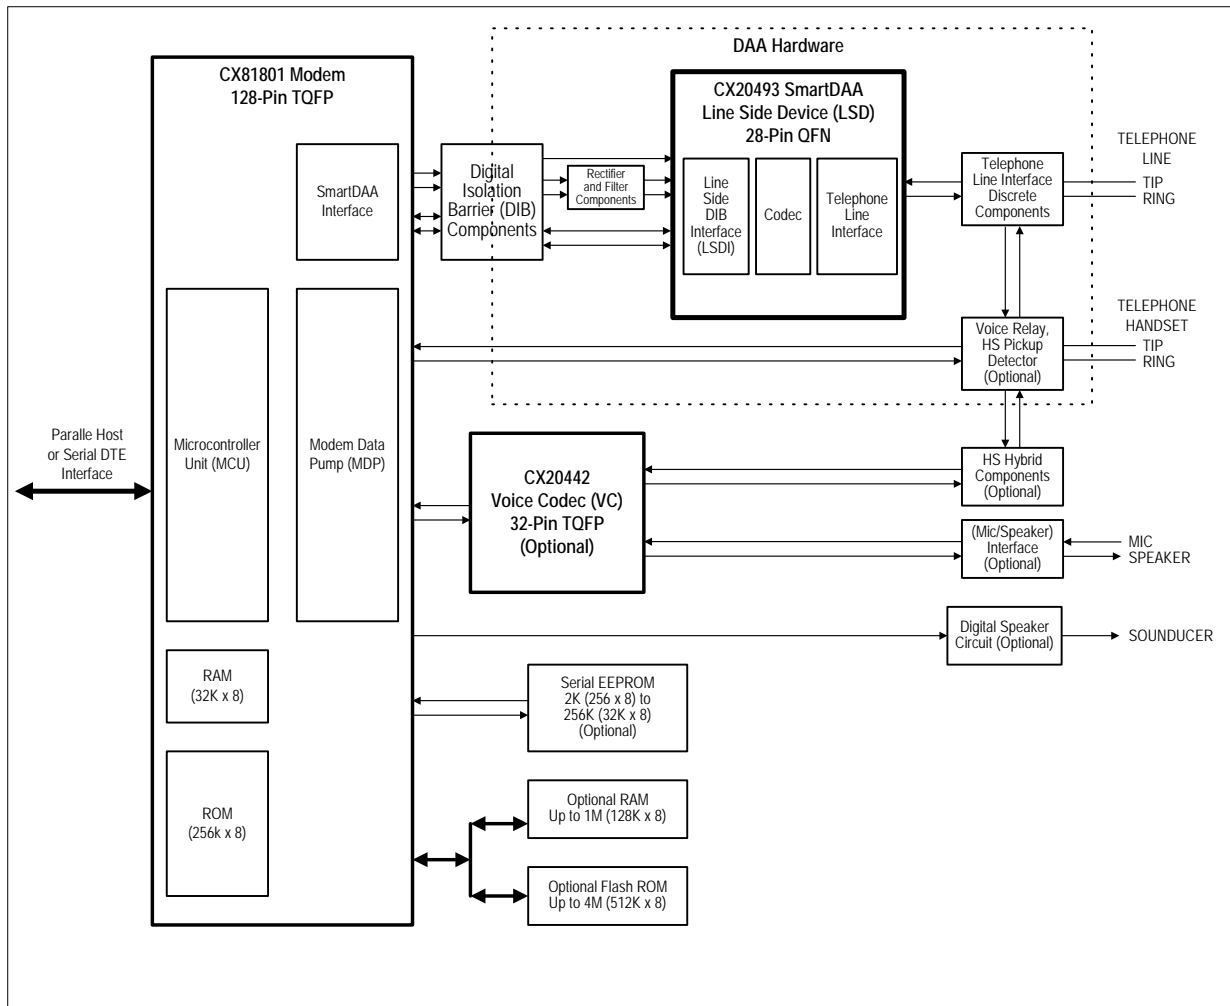 DAA Hardware
CX81801 Modem
128-Pin TQFP
CX20493 SmartDAA
Line Side Device (LSD)
28-Pin QFN
SmartDAA
Interface
Digital
Isolation
Barrier (DIB)
Components
Rectifier
and Filter
Components
Line
Side
DIB
Interface
(LSDI)
Codec
Telephone
Line
Interface
Telephone
Line Interface
Discrete
Components
TELEPHONE
LINE
TIP
RING
Voice Relay,
HS Pickup
Detector
(Optional)
TELEPHONE
HANDSET
TIP
RING
Paralle Host
or Serial DTE
Interface
Microcontroller
Unit (MCU)
Modem Data
Pump (MDP)
CX20442
Voice Codec (VC)
32-Pin TQFP
(Optional)
HS Hybrid
Components
(Optional)
(Mic/Speaker)
Interface
(Optional)
MIC
SPEAKER
Digital Speaker
Circuit (Optional)
SOUNDUCER
RAM
(32K x 8)
Serial EEPROM
2K (256 x 8) to
256K (32K x 8)
(Optional)
ROM
(256k x 8)
Optional RAM
Up to 1M (128K x 8)
Optional Flash ROM
Up to 4M (512K x 8)